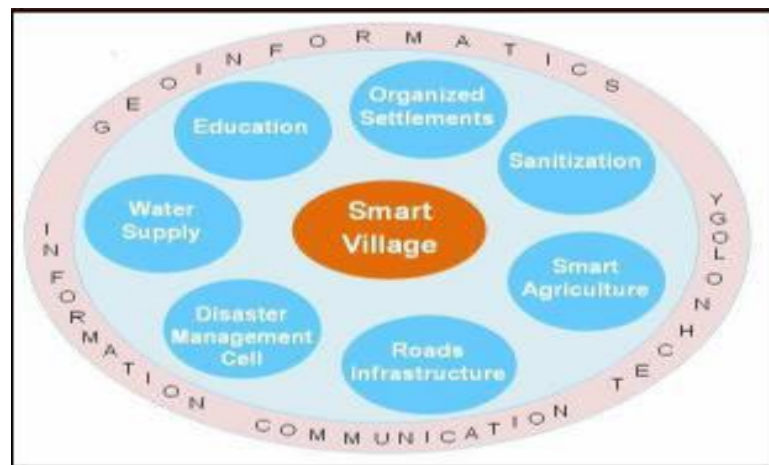 GEOINFORMATICS
Organized
Settlements
Education
Sanitization
Water
Supply
Smart
Village
Smart
Agriculture
Disaster
Management
Cell
Roads
Infrastructure
INFORMATION COMMUNICATION TECHNOLOGY